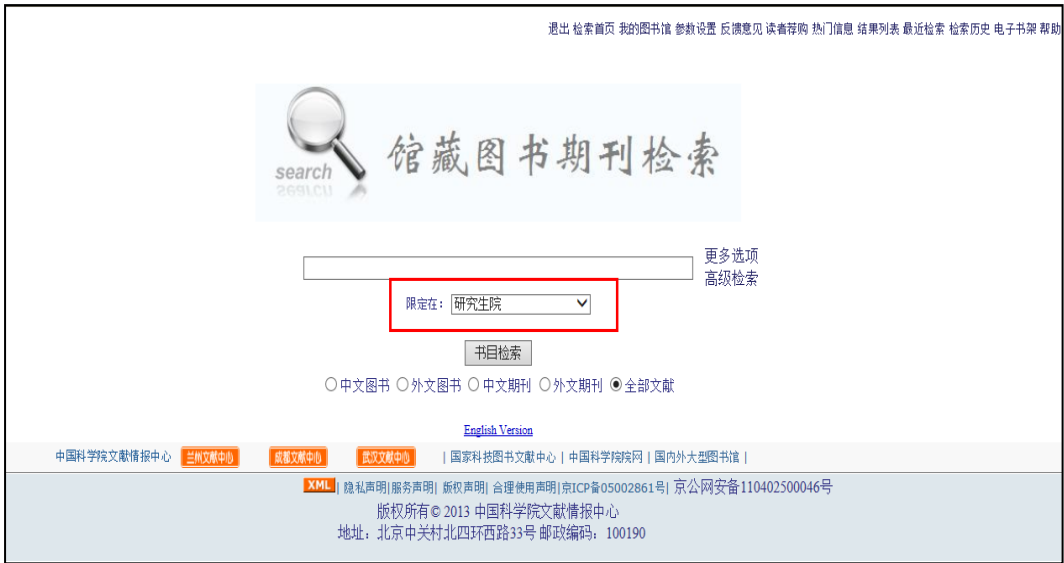 退出 检索首页 我的图书馆 参数设置 反馈意见 读者荐购 热门信息 结果列表 最近检索 检索历史 电子书架 帮助
search
馆藏图书期刊检索
更多选项
高级检索
限定在： 研究生院
书目检索
中文图书 外文图书 中文期刊 外文期刊 全部文献
English Version
中国科学院文献情报中心 兰州文献中心 成都文献中心 武汉文献中心 | 国家科技图书文献中心 | 中国科学院院网 | 国内外大型图书馆 |
XML | 隐私声明|服务声明| 版权声明| 合理使用声明|京ICP备05002861号| 京公网安备110402500046号
版权所有© 2013 中国科学院文献情报中心
地址：北京中关村北四环西路33号 邮政编码：100190